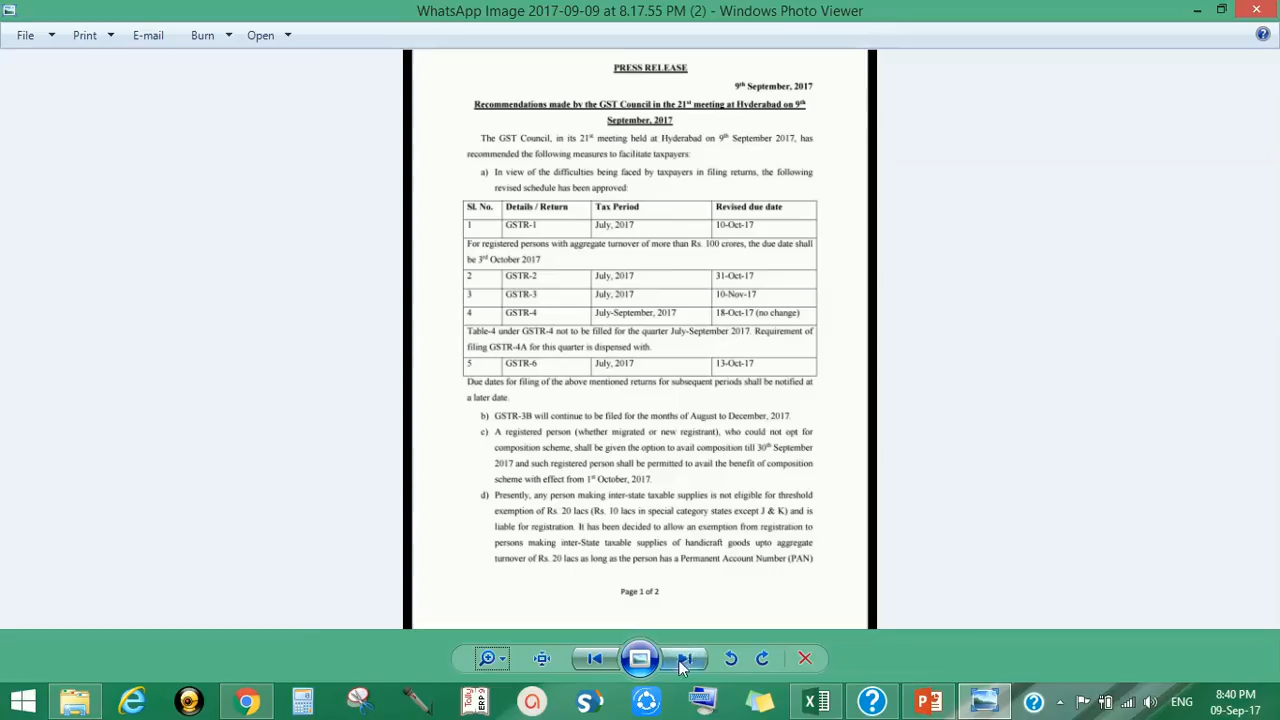 WhatsApp Image 2017-09-09 at 8.17.55 PM (2) - Windows Photo Viewer
File Print E-mail Burn Open
PRESS RELEASE
9th September, 2017
Recommendations made by the GST Council in the 21st meeting at Hyderabad on 9th
September, 2017
The GST Council, in its 21st meeting held at Hyderabad on 9th September 2017, has
recommended the following measures to facilitate taxpayers:
a) In view of the difficulties being faced by taxpayers in filing returns, the following
revised schedule has been approved:
Sl. No. Details / Return Tax Period Revised due date
1 GSTR-1 July, 2017 10-Oct-17
For registered persons with aggregate turnover of more than Rs. 100 crores, the due date shall
be 3rd October 2017
2 GSTR-2 July, 2017 31-Oct-17
3 GSTR-3 July, 2017 10-Nov-17
4 GSTR-4 July-September, 2017 18-Oct-17 (no change)
Table-4 under GSTR-4 not to be filled for the quarter July-September 2017. Requirement of
filing GSTR-4A for this quarter is dispensed with.
5 GSTR-6 July, 2017 13-Oct-17
Due dates for filing of the above mentioned returns for subsequent periods shall be notified at
a later date.
b) GSTR-3B will continue to be filed for the months of August to December, 2017.
c) A registered person (whether migrated or new registrant), who could not opt for
composition scheme, shall be given the option to avail composition till 30th September
2017 and such registered person shall be permitted to avail the benefit of composition
scheme with effect from 1st October, 2017.
d) Presently, any person making inter-state taxable supplies is not eligible for threshold
exemption of Rs. 20 lacs (Rs. 10 lacs in special category states except J & K) and is
liable for registration. It has been decided to allow an exemption from registration to
persons making inter-State taxable supplies of handicraft goods upto aggregate
turnover of Rs. 20 lacs as long as the person has a Permanent Account Number (PAN)
Page 1 of 2
ENG
8:40 PM
09-Sep-17